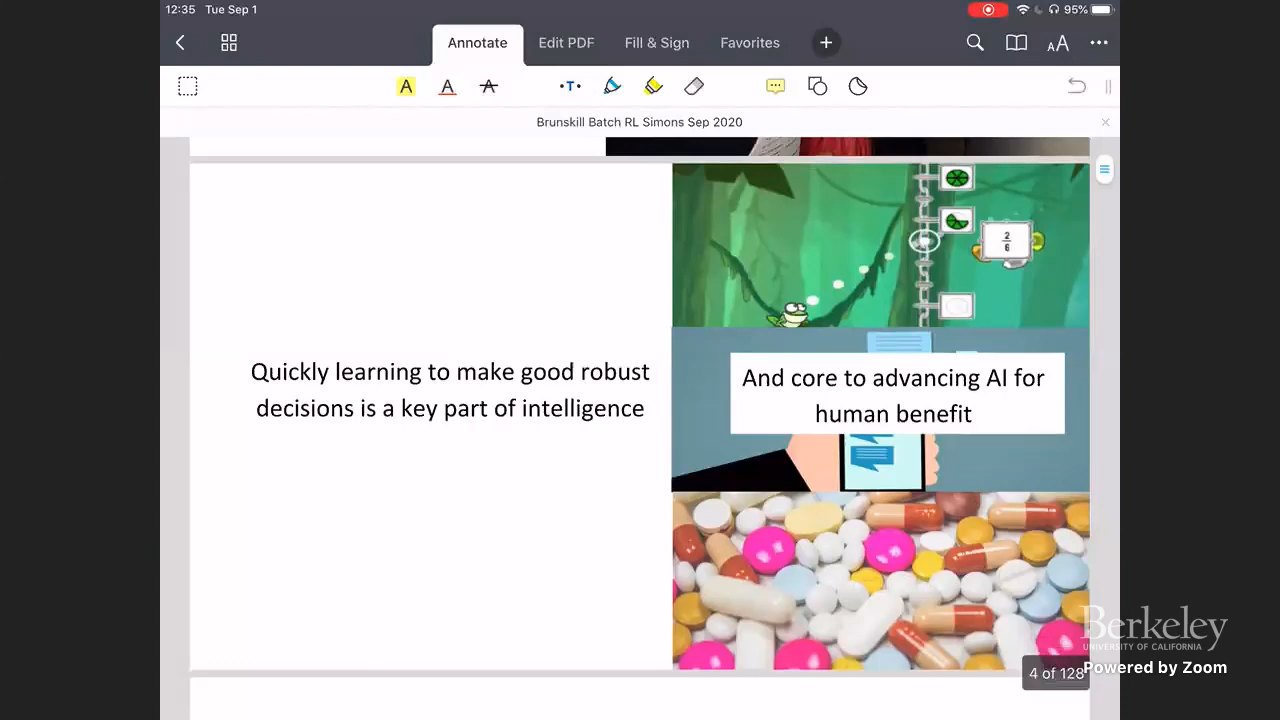 12:35 Tue Sep 1
95%
Annotate Edit PDF Fill & Sign Favorites
AA
A A A T
Brunskill Batch RL Simons Sep 2020
2
6
Quickly learning to make good robust
decisions is a key part of intelligence
And core to advancing AI for
human benefit
Berkeley
UNIVERSITY OF CALIFORNIA
Powered by Zoom
4 of 128